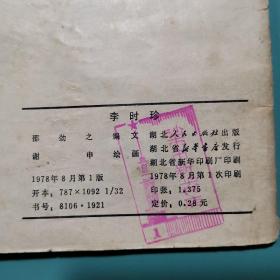 李时珍
邵劲之 编文 湖北人民出版社出版
谢申 绘画 湖北省新华书店发行
湖北省新华印刷厂印刷
1978年8月第1版 1978年8月第1次印刷
开本：787×1092 1/32 印张：1.375
书号：8106·1921 定价：0.28元